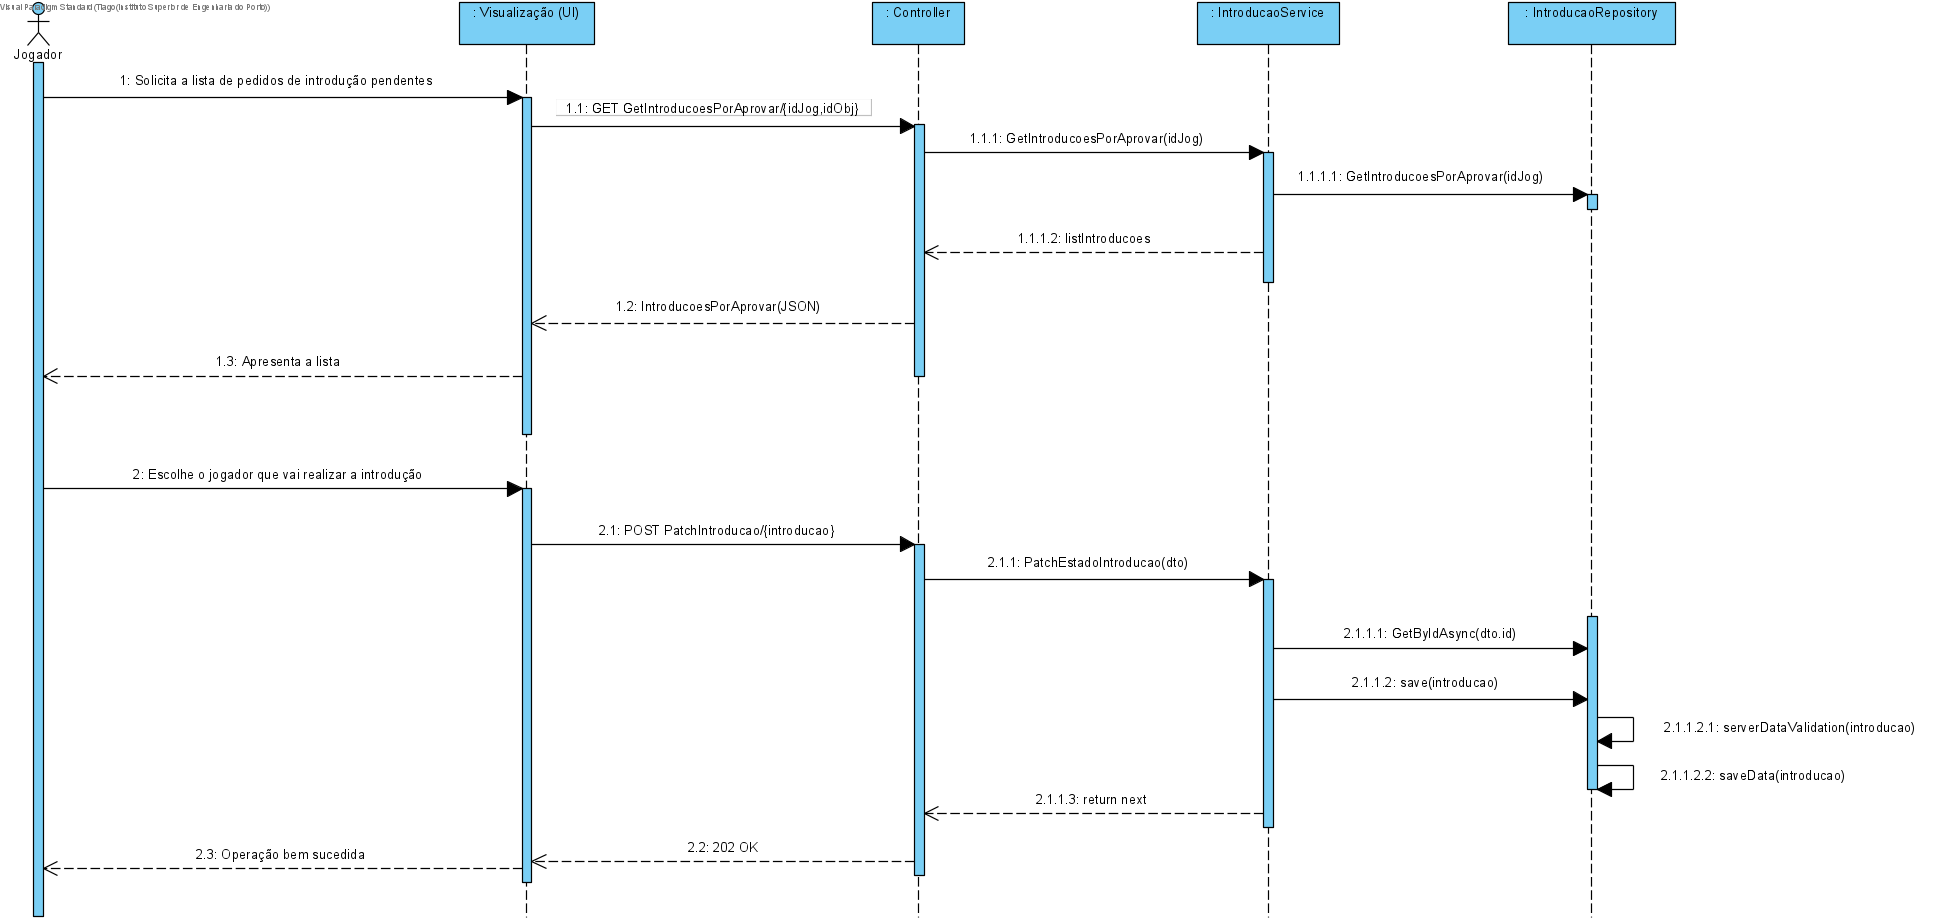 Visual Paradigm Standard (Tiago(Instituto Superior de Engenharia do Porto))
: Visualização (UI)
: Controller
: IntroducaoService
: IntroducaoRepository
Jogador
1: Solicita a lista de pedidos de introdução pendentes
1.1: GET GetIntroducoesPorAprovar/{idJog,idObj}
1.1.1: GetIntroducoesPorAprovar(idJog)
1.1.1.1: GetIntroducoesPorAprovar(idJog)
1.1.1.2: listIntroducoes
1.2: IntroducoesPorAprovar(JSON)
1.3: Apresenta a lista
2: Escolhe o jogador que vai realizar a introdução
2.1: POST PatchIntroducao/{introducao}
2.1.1: PatchEstadoIntroducao(dto)
2.1.1.1: GetByIdAsync(dto.id)
2.1.1.2: save(introducao)
2.1.1.2.1: serverDataValidation(introducao)
2.1.1.2.2: saveData(introducao)
2.1.1.3: return next
2.2: 202 OK
2.3: Operação bem sucedida